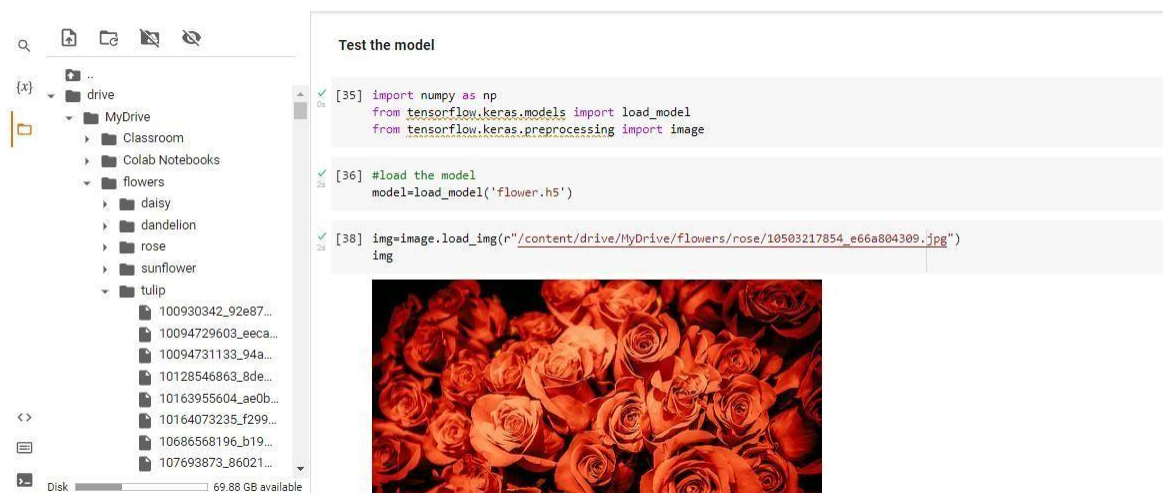 Test the model
{x}
..
drive
MyDrive
Classroom
Colab Notebooks
flowers
daisy
dandelion
rose
sunflower
tulip
100930342_92e87...
10094729603_eeca...
10094731133_94a...
10128546863_8de...
10163955604_ae0b...
10164073235_f299...
10686568196_b19...
107693873_86021...
Disk 69.88 GB available
[35] import numpy as np
0s from tensorflow.keras.models import load_model
from tensorflow.keras.preprocessing import image
[36] #load the model
2s model=load_model('flower.h5')
[38] img=image.load_img(r"/content/drive/MyDrive/flowers/rose/10503217854_e66a804309.jpg")
2s img